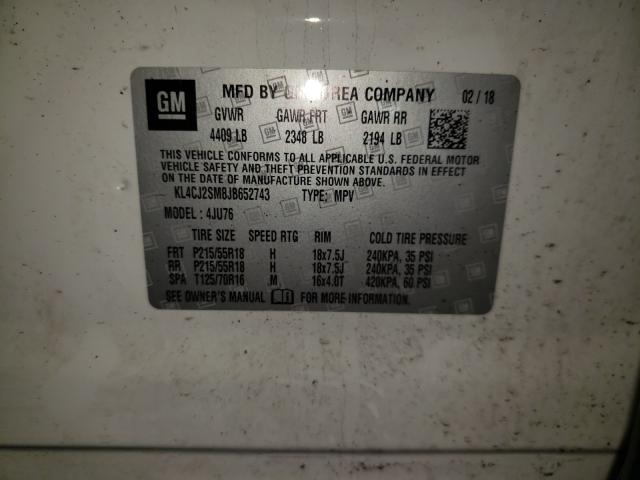 GM
MFD BY GM KOREA COMPANY 02 / 18
GVWR GAWR FRT GAWR RR
4409 LB 2348 LB 2194 LB
THIS VEHICLE CONFORMS TO ALL APPLICABLE U.S. FEDERAL MOTOR
VEHICLE SAFETY AND THEFT PREVENTION STANDARDS IN EFFECT
ON THE DATE OF MANUFACTURE SHOWN ABOVE.
KL4CJ2SM8JB652743 TYPE: MPV
MODEL : 4JU76
TIRE SIZE SPEED RTG RIM COLD TIRE PRESSURE
FRT P215/55R18 H 18x7.5J 240KPA, 35 PSI
RR P215/55R18 H 18x7.5J 240KPA, 35 PSI
SPA T125/70R16 M 16x4.0T 420KPA, 60 PSI
SEE OWNER'S MANUAL FOR MORE INFORMATION.